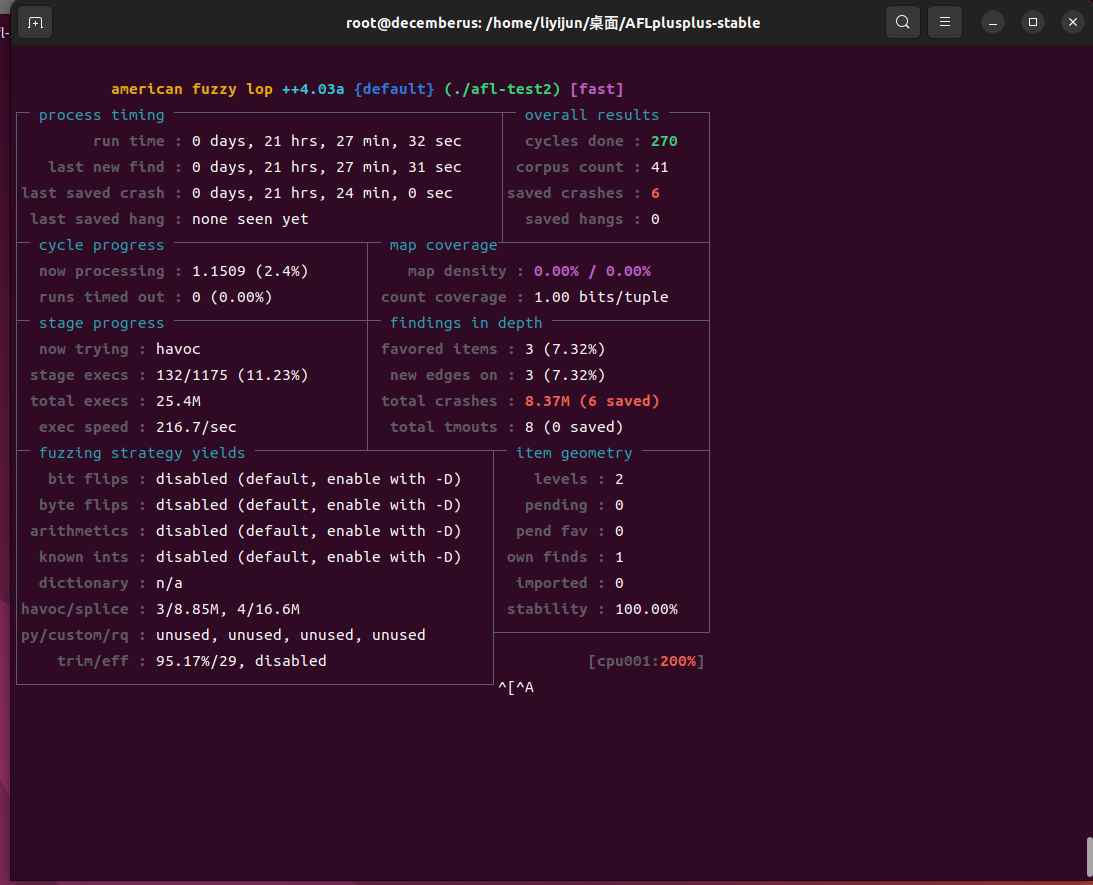 root@decemberus: /home/liyijun/桌面/AFLplusplus-stable
american fuzzy lop ++4.03a {default} (./afl-test2) [fast]
process timing overall results
run time : 0 days, 21 hrs, 27 min, 32 sec cycles done : 270
last new find : 0 days, 21 hrs, 27 min, 31 sec corpus count : 41
last saved crash : 0 days, 21 hrs, 24 min, 0 sec saved crashes : 6
last saved hang : none seen yet saved hangs : 0
cycle progress map coverage
now processing : 1.1509 (2.4%) map density : 0.00% / 0.00%
runs timed out : 0 (0.00%) count coverage : 1.00 bits/tuple
stage progress findings in depth
now trying : havoc favored items : 3 (7.32%)
stage execs : 132/1175 (11.23%) new edges on : 3 (7.32%)
total execs : 25.4M total crashes : 8.37M (6 saved)
exec speed : 216.7/sec total tmouts : 8 (0 saved)
fuzzing strategy yields item geometry
bit flips : disabled (default, enable with -D) levels : 2
byte flips : disabled (default, enable with -D) pending : 0
arithmetics : disabled (default, enable with -D) pend fav : 0
known ints : disabled (default, enable with -D) own finds : 1
dictionary : n/a imported : 0
havoc/splice : 3/8.85M, 4/16.6M stability : 100.00%
py/custom/rq : unused, unused, unused, unused
trim/eff : 95.17%/29, disabled [cpu001:200%]
^[^A